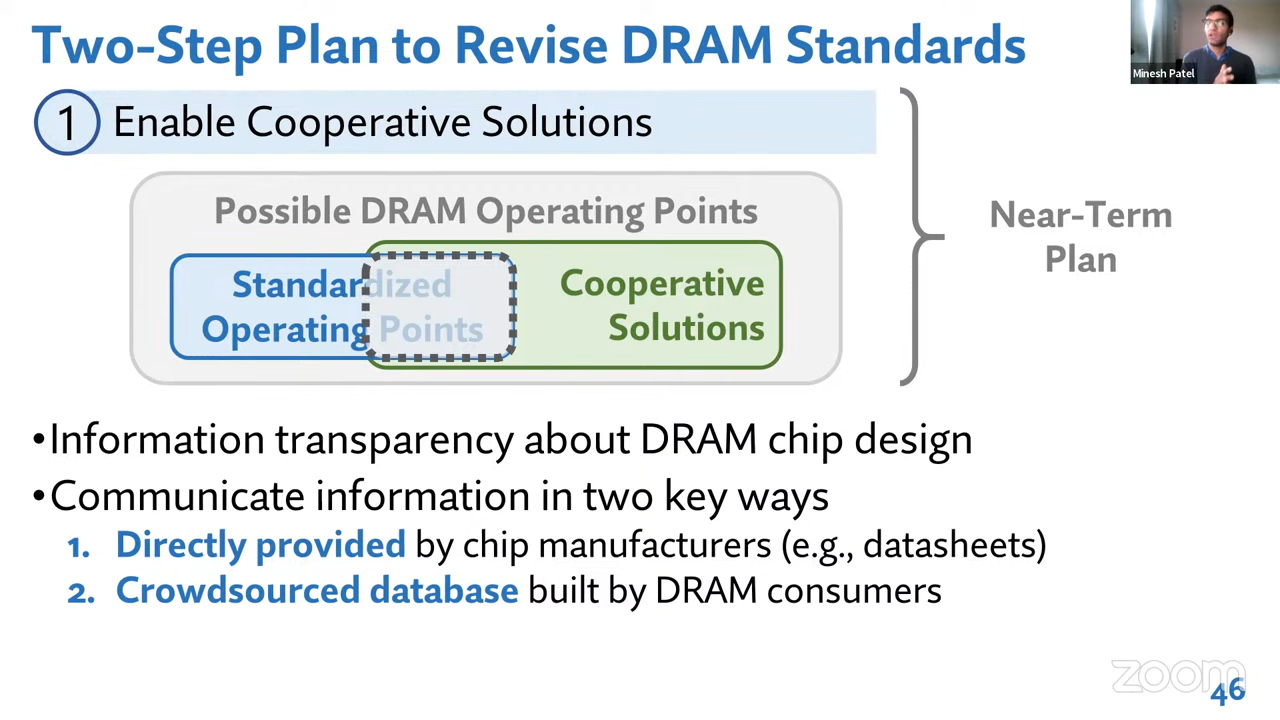 Two-Step Plan to Revise DRAM Standards
Minesh Patel
1 Enable Cooperative Solutions
Possible DRAM Operating Points
Standardized
Operating Points
Cooperative
Solutions
Near-Term
Plan
•Information transparency about DRAM chip design
•Communicate information in two key ways
1. Directly provided by chip manufacturers (e.g., datasheets)
2. Crowdsourced database built by DRAM consumers
zoom
46